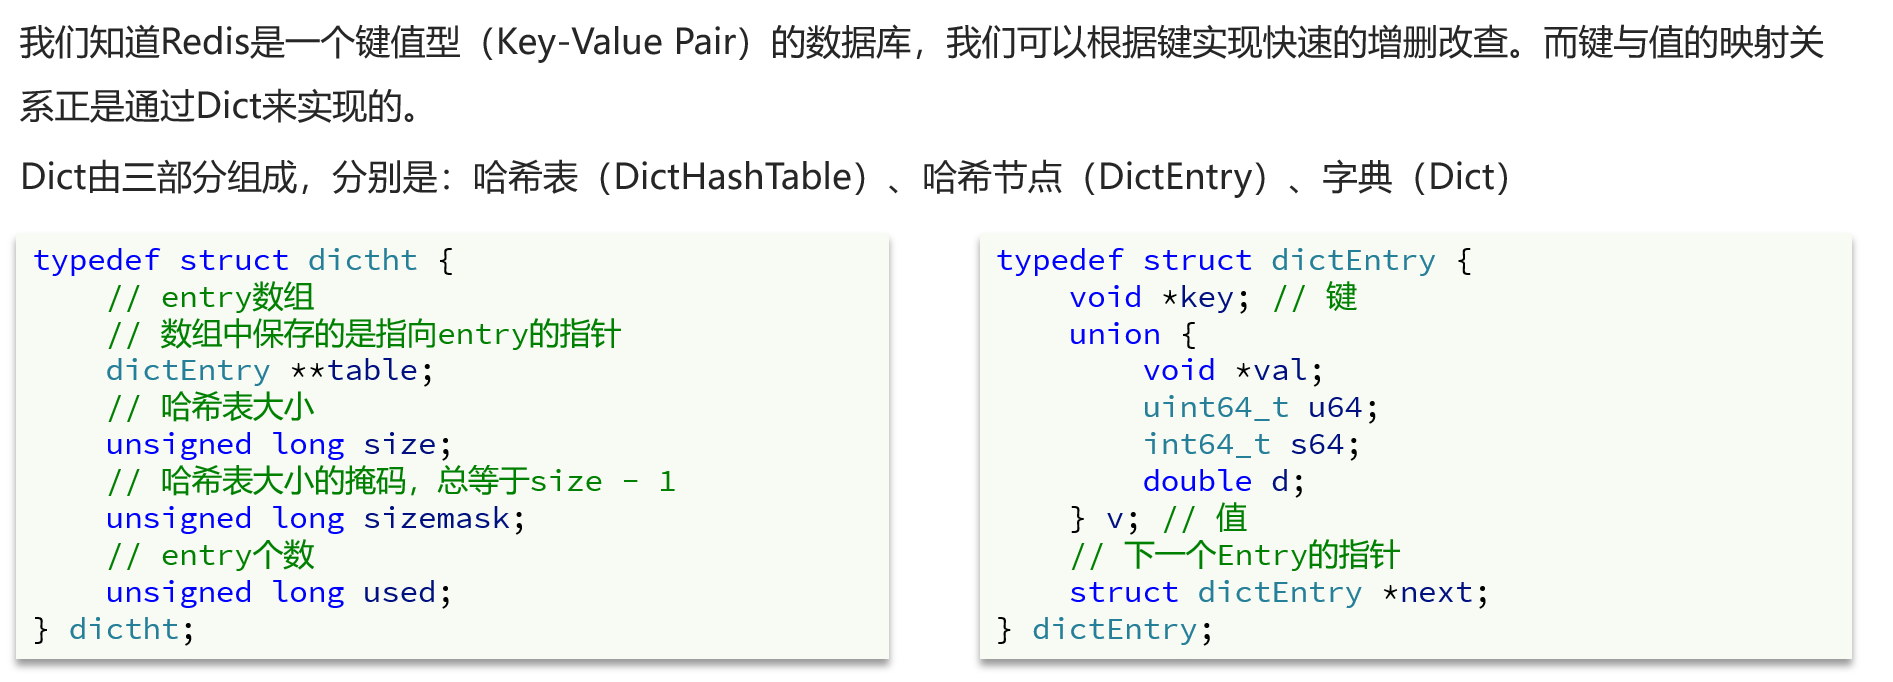 我们知道Redis是一个键值型（Key-Value Pair）的数据库，我们可以根据键实现快速的增删改查。而键与值的映射关
系正是通过Dict来实现的。
Dict由三部分组成，分别是：哈希表（DictHashTable）、哈希节点（DictEntry）、字典（Dict）
typedef struct dictht {
    // entry数组
    // 数组中保存的是指向entry的指针
    dictEntry **table;
    // 哈希表大小
    unsigned long size;
    // 哈希表大小的掩码，总等于size - 1
    unsigned long sizemask;
    // entry个数
    unsigned long used;
} dictht;
typedef struct dictEntry {
    void *key; // 键
    union {
        void *val;
        uint64_t u64;
        int64_t s64;
        double d;
    } v; // 值
    // 下一个Entry的指针
    struct dictEntry *next;
} dictEntry;